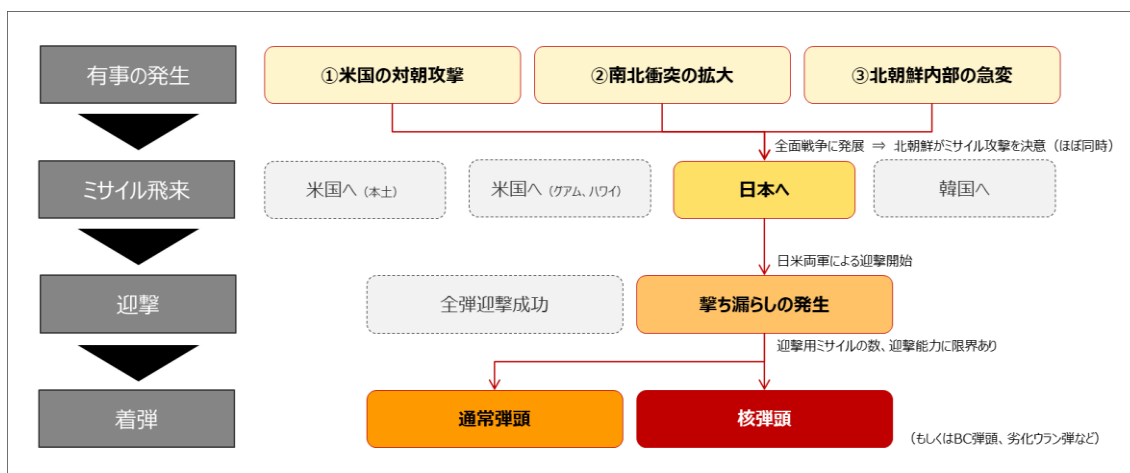 有事の発生
①米国の対朝攻撃
②南北衝突の拡大
③北朝鮮内部の急変
全面戦争に発展 ⇒ 北朝鮮がミサイル攻撃を決意（ほぼ同時）
ミサイル飛来
米国へ（本土）
米国へ（グアム、ハワイ）
日本へ
韓国へ
日米両軍による迎撃開始
迎撃
全弾迎撃成功
撃ち漏らしの発生
迎撃用ミサイルの数、迎撃能力に限界あり
着弾
通常弾頭
核弾頭
（もしくはBC弾頭、劣化ウラン弾など）